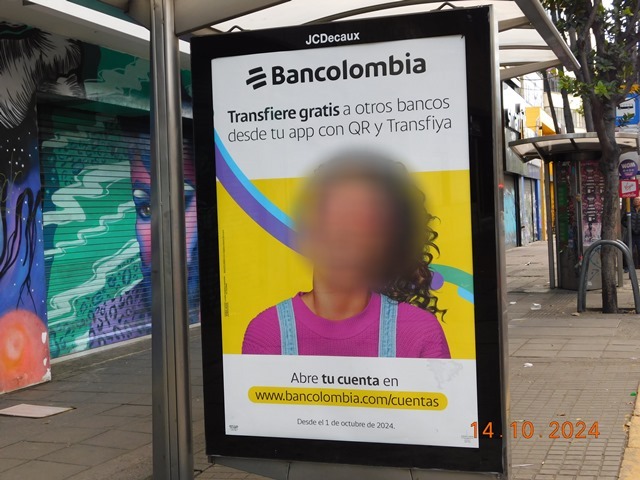 JCDecaux
Bancolombia
Transfiere gratis a otros bancos
desde tu app con QR y Transfiya
Abre tu cuenta en
www.bancolombia.com/cuentas
Desde el 1 de octubre de 2024.
14.10.2024